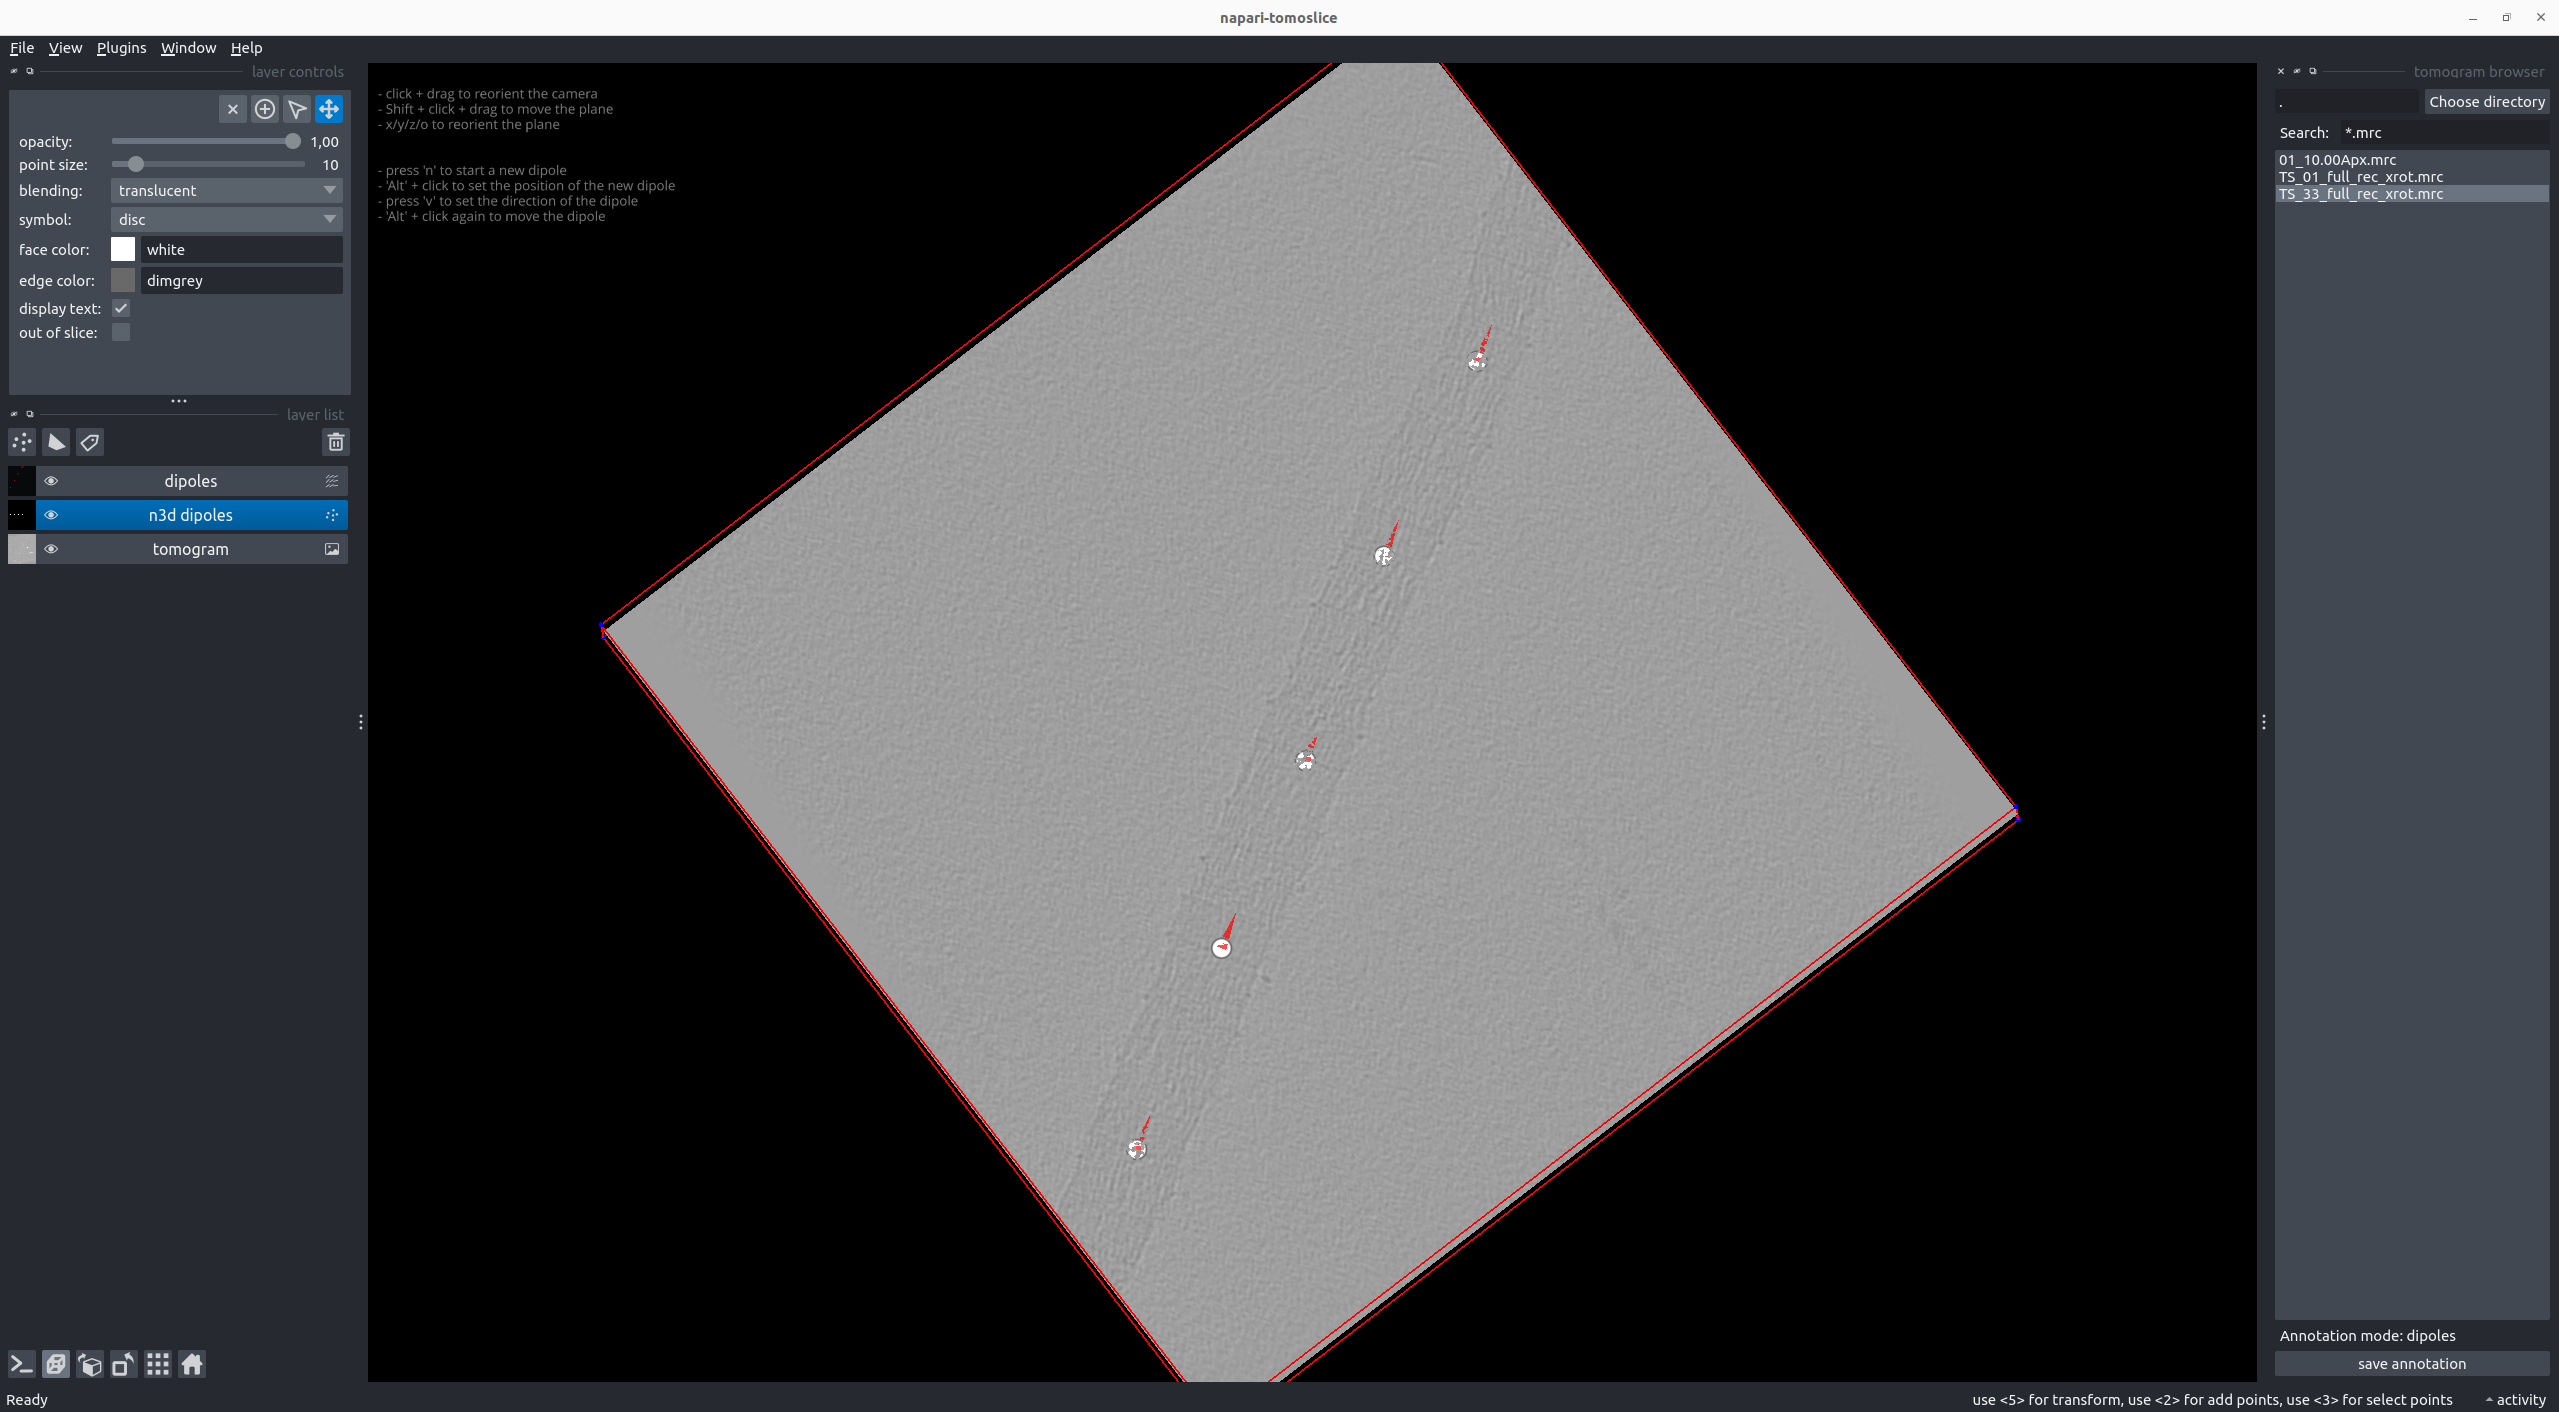 napari-tomoslice
File View Plugins Window Help
layer controls
opacity: 1,00
point size: 10
blending: translucent
symbol: disc
face color: white
edge color: dimgrey
display text:
out of slice:
layer list
dipoles
n3d dipoles
tomogram
- click + drag to reorient the camera
- Shift + click + drag to move the plane
- x/y/z/o to reorient the plane
- press 'n' to start a new dipole
- 'Alt' + click to set the position of the new dipole
- press 'v' to set the direction of the dipole
- 'Alt' + click again to move the dipole
tomogram browser
. Choose directory
Search: *.mrc
01_10.00Apx.mrc
TS_01_full_rec_xrot.mrc
TS_33_full_rec_xrot.mrc
Annotation mode: dipoles
save annotation
Ready
use <5> for transform, use <2> for add points, use <3> for select points activity